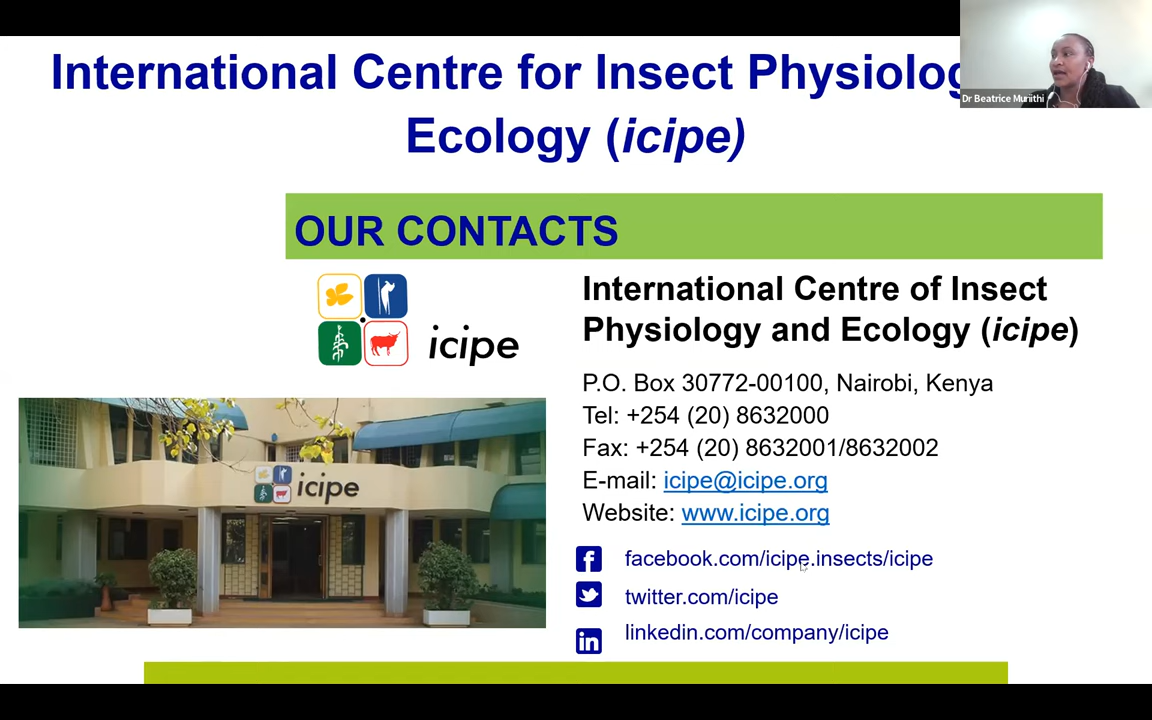 International Centre for Insect Physiolog
Ecology (icipe)
Dr Beatrice Muriithi
OUR CONTACTS
icipe
International Centre of Insect
Physiology and Ecology (icipe)
P.O. Box 30772-00100, Nairobi, Kenya
Tel: +254 (20) 8632000
Fax: +254 (20) 8632001/8632002
E-mail: icipe@icipe.org
Website: www.icipe.org
icipe
facebook.com/icipe.insects/icipe
twitter.com/icipe
linkedin.com/company/icipe